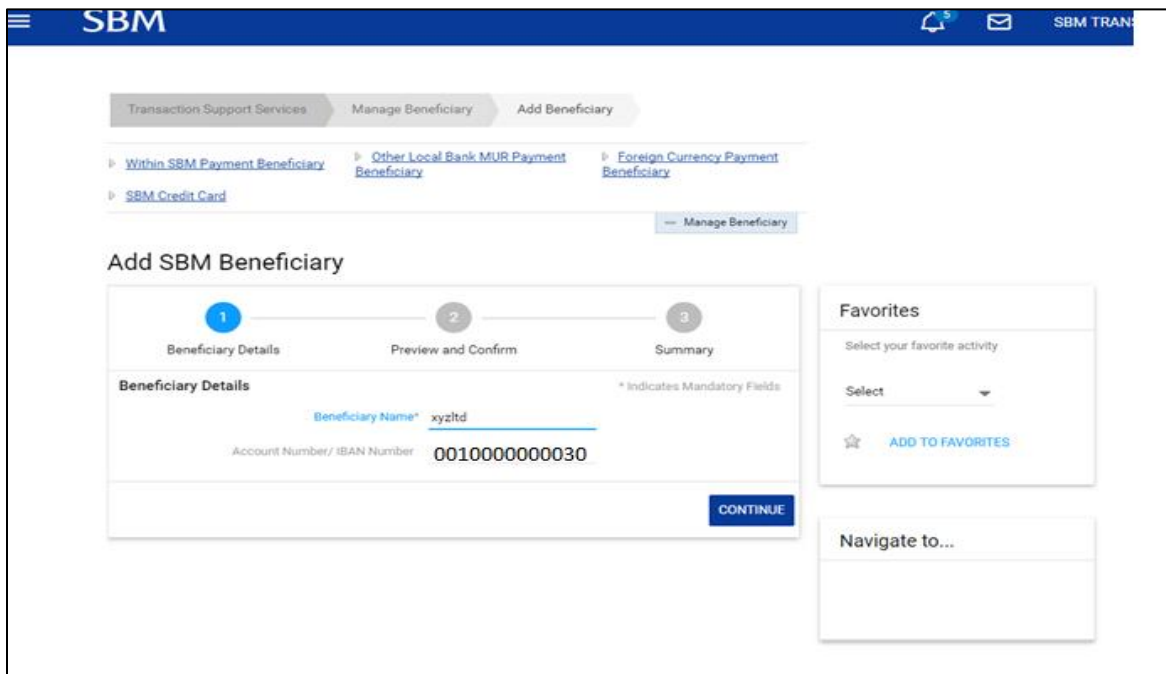 SBM
5
SBM TRAN
Transaction Support Services
Manage Beneficiary
Add Beneficiary
Within SBM Payment Beneficiary
Other Local Bank MUR Payment
Beneficiary
Foreign Currency Payment
Beneficiary
SBM Credit Card
— Manage Beneficiary
Add SBM Beneficiary
1
2
3
Beneficiary Details
Preview and Confirm
Summary
Beneficiary Details
* Indicates Mandatory Fields
Beneficiary Name* xyzltd
Account Number/ IBAN Number 0010000000030
CONTINUE
Favorites
Select your favorite activity
Select
ADD TO FAVORITES
Navigate to...